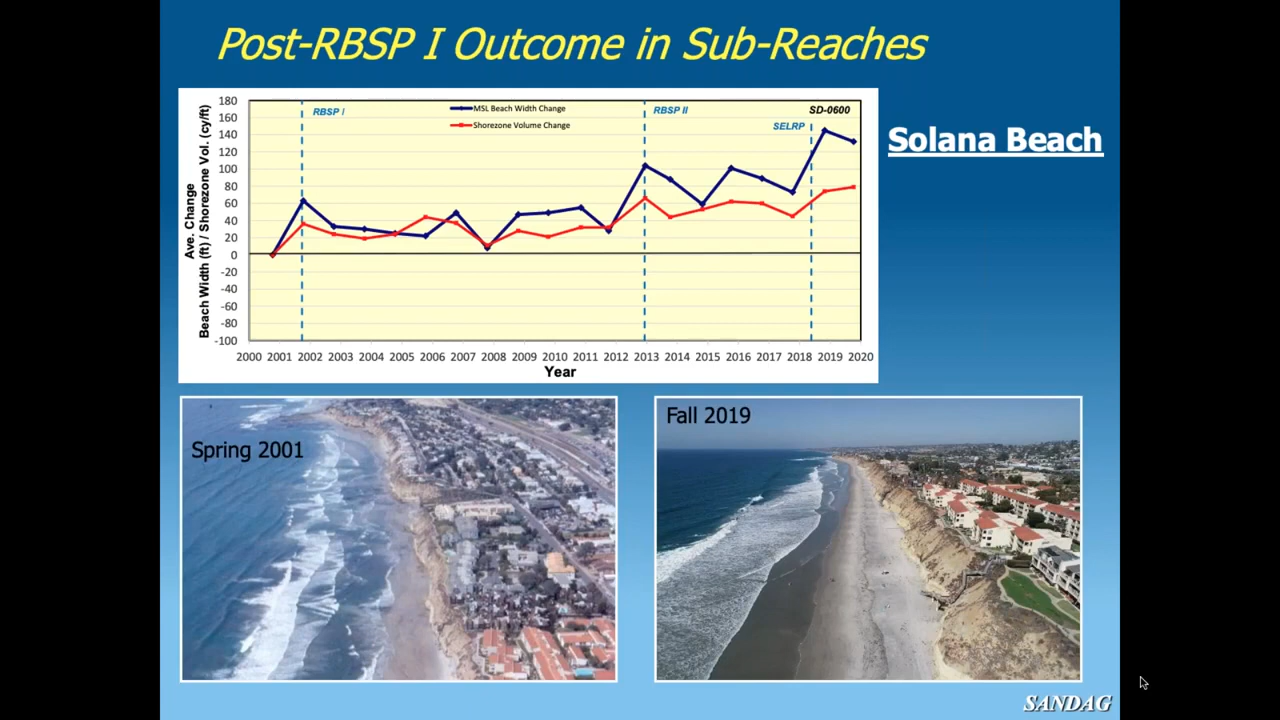 Post-RBSP I Outcome in Sub-Reaches
Ave. Change
Beach Width (ft) / Shorezone Vol. (cy/ft)
180
160
140
120
100
80
60
40
20
0
-20
-40
-60
-80
-100
RBSP I
MSL Beach Width Change
Shorezone Volume Change
RBSP II
SD-0600
SELRP
2000 2001 2002 2003 2004 2005 2006 2007 2008 2009 2010 2011 2012 2013 2014 2015 2016 2017 2018 2019 2020
Year
Solana Beach
Spring 2001
Fall 2019
SANDAG